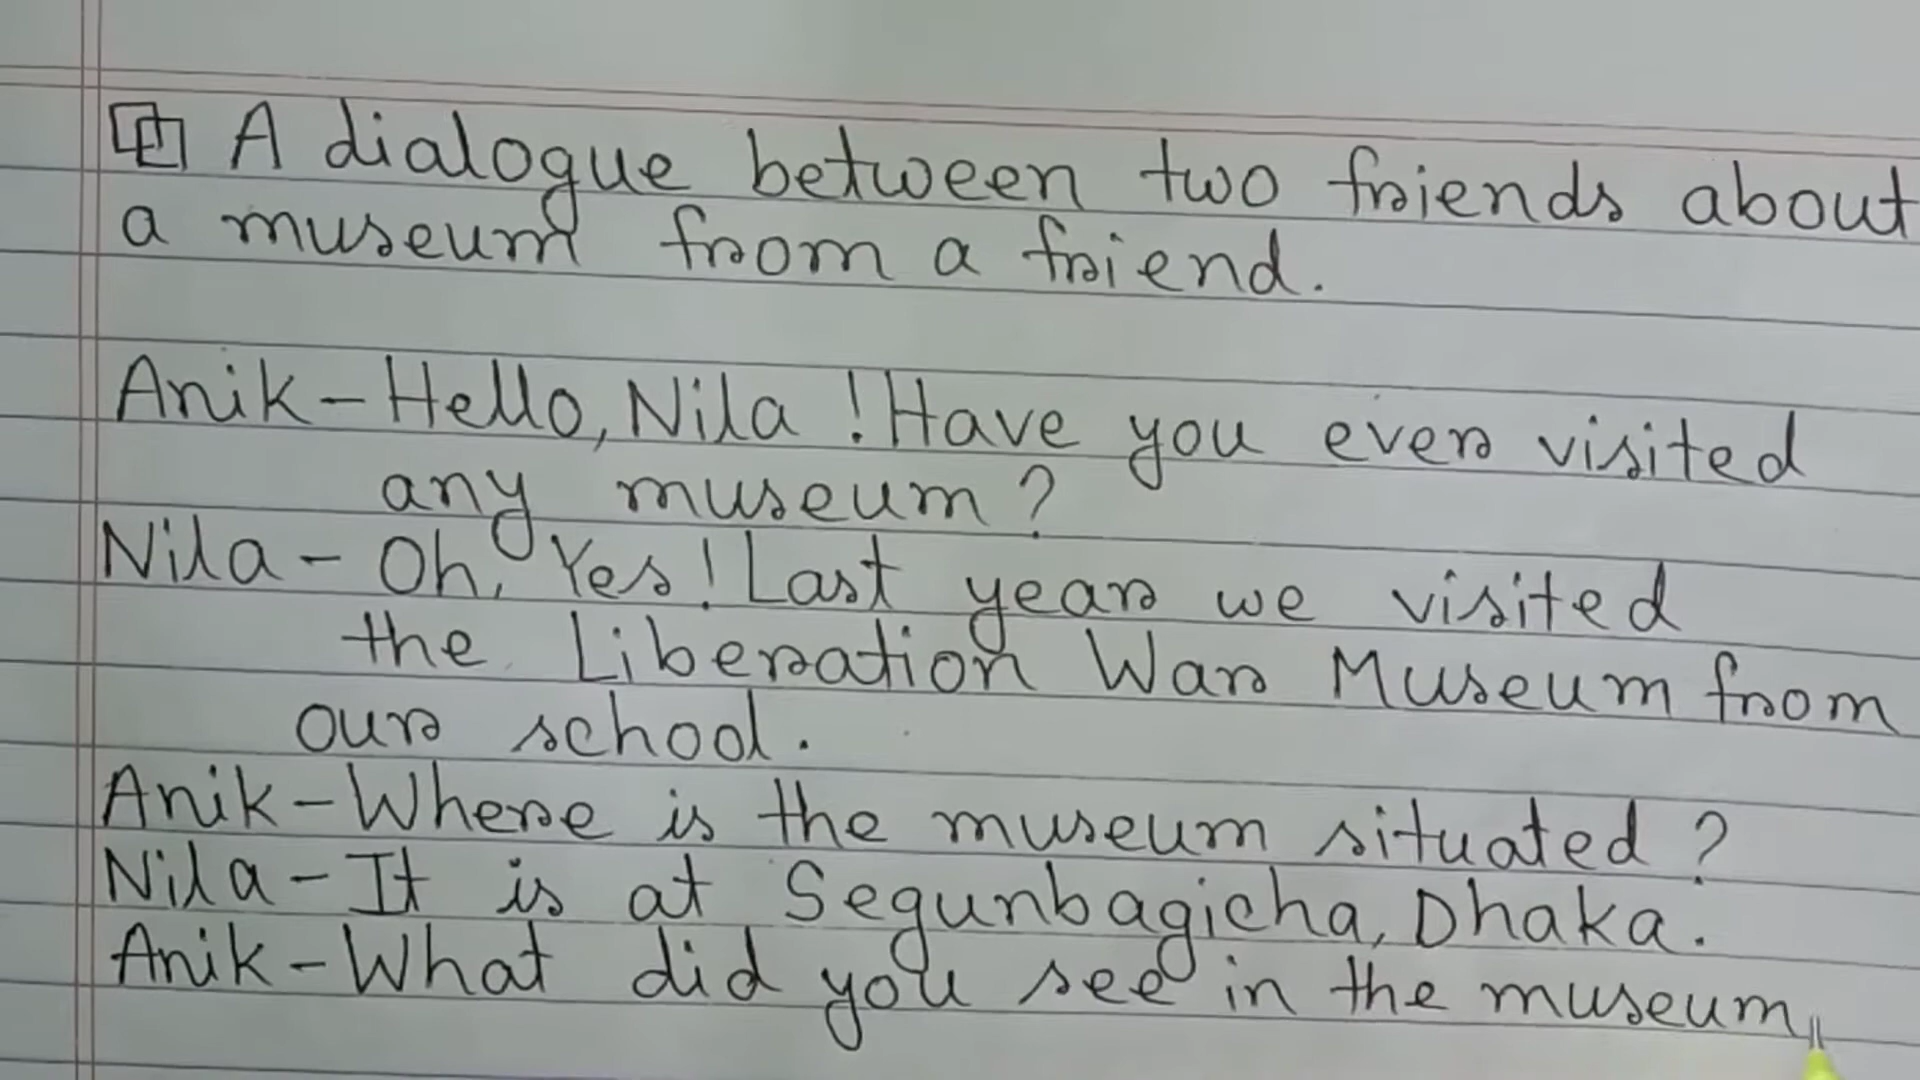 A dialogue between two friends about
a museum from a friend.
Anik-Hello, Nila ! Have you ever visited
any museum ?
Nila - Oh, Yes! Last year we visited
the Liberation War Museum from
our school.
Anik-Where is the museum situated ?
Nila-It is at Segunbagicha, Dhaka.
Anik-What did you see in the museum